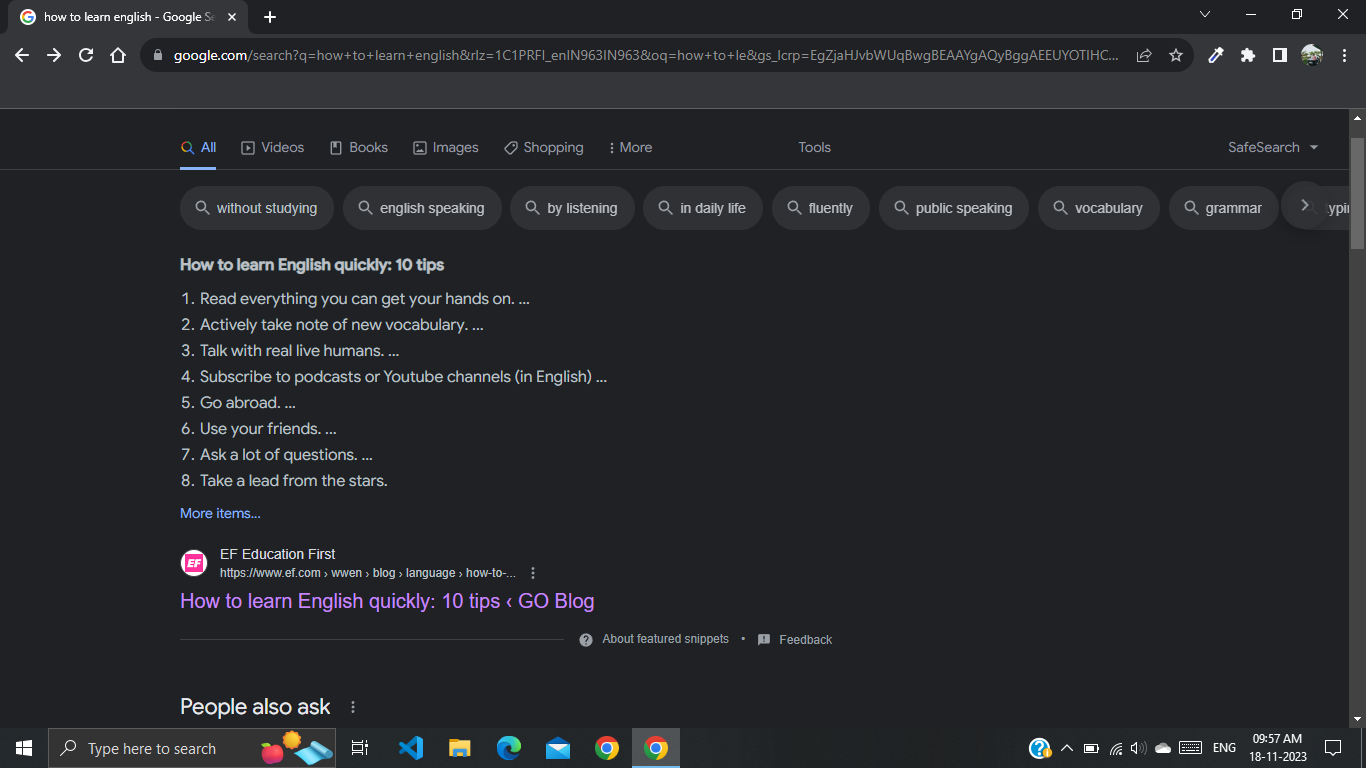 how to learn english - Google Se
google.com/search?q=how+to+learn+english&rlz=1C1PRFI_enIN963IN963&oq=how+to+le&gs_lcrp=EgZjaHJvbWUqBwgBEAAYgAQyBggAEEUYOTIHC...
All Videos Books Images Shopping More Tools SafeSearch
without studying english speaking by listening in daily life fluently public speaking vocabulary grammar typin
How to learn English quickly: 10 tips
1. Read everything you can get your hands on. ...
2. Actively take note of new vocabulary. ...
3. Talk with real live humans. ...
4. Subscribe to podcasts or Youtube channels (in English) ...
5. Go abroad. ...
6. Use your friends. ...
7. Ask a lot of questions. ...
8. Take a lead from the stars.
More items...
EF EF Education First
https://www.ef.com › wwen › blog › language › how-to-...
How to learn English quickly: 10 tips ‹ GO Blog
About featured snippets • Feedback
People also ask
Type here to search ENG 09:57 AM
18-11-2023